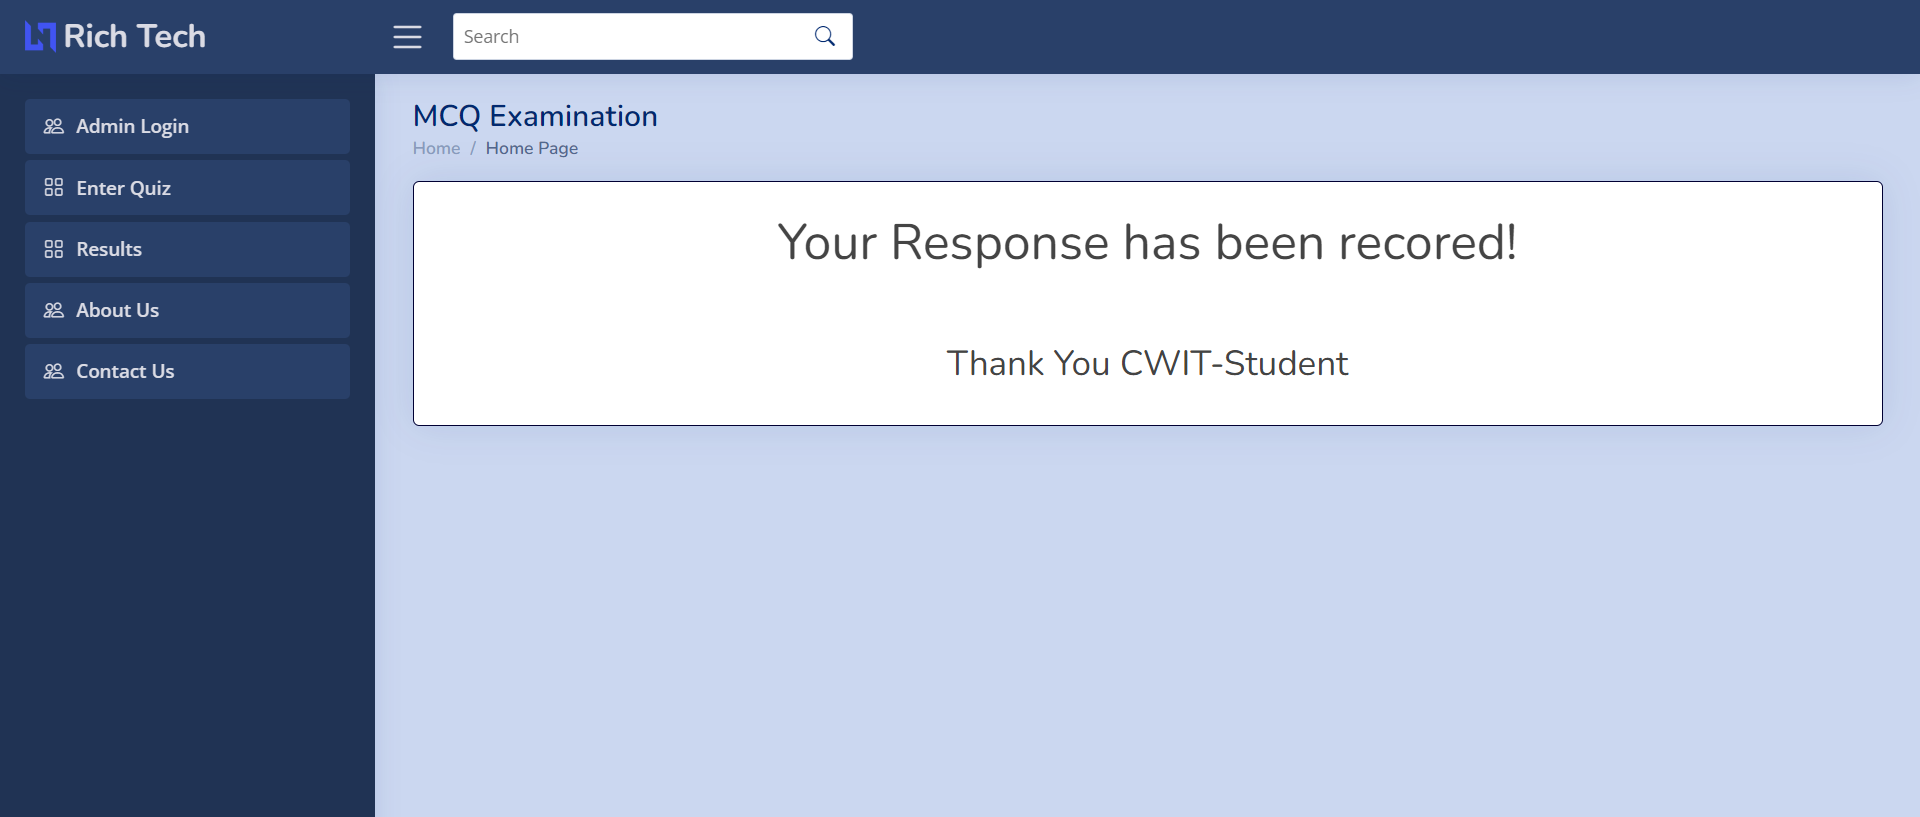 Rich Tech
Search
Admin Login
Enter Quiz
Results
About Us
Contact Us
MCQ Examination
Home / Home Page
Your Response has been recored!
Thank You CWIT-Student